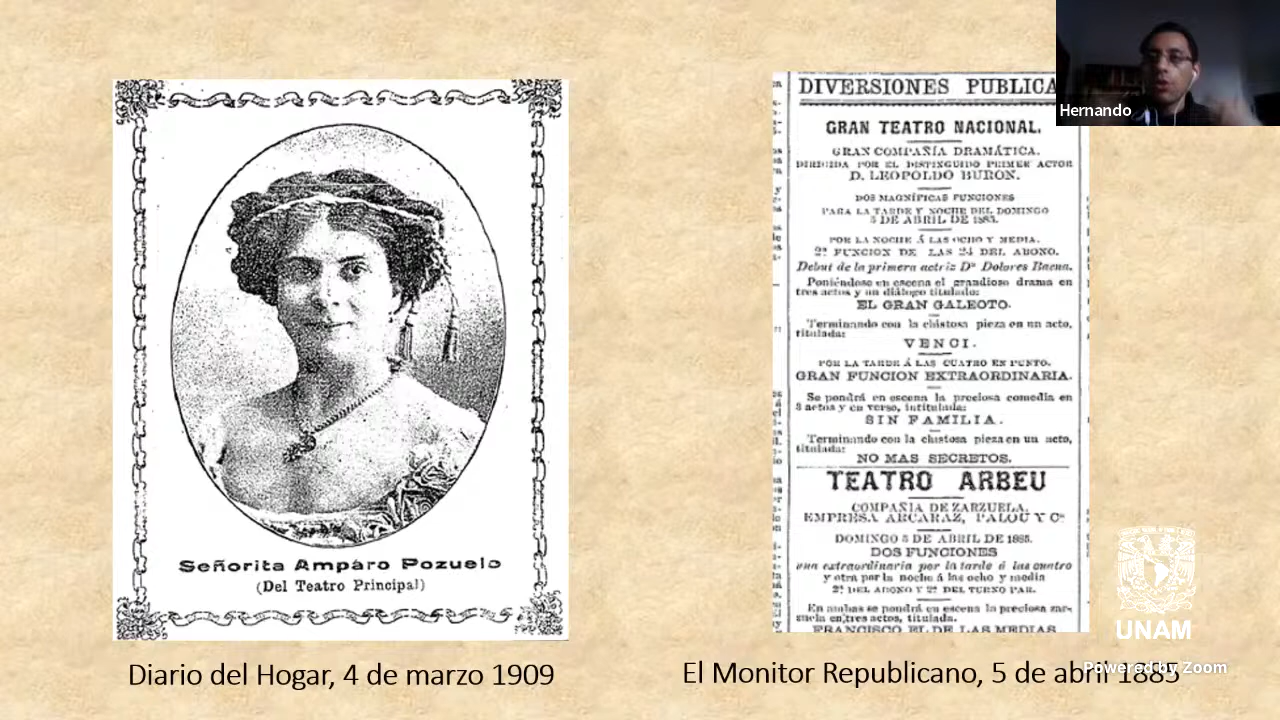 Señorita Amparo Pozuelo
(Del Teatro Principal)
Diario del Hogar, 4 de marzo 1909
DIVERSIONES PUBLICA
GRAN TEATRO NACIONAL.
GRAN COMPAÑÍA DRAMÁTICA.
DIRIGIDA POR EL DISTINGUIDO PRIMER ACTOR
D. LEOPOLDO BURON.
DOS MAGNÍFICAS FUNCIONES
PARA LA TARDE Y NOCHE DEL DOMINGO
5 DE ABRIL DE 1885.
POR LA NOCHE Á LAS OCHO Y MEDIA.
2ª FUNCION DE LAS 24 DEL ABONO.
Debut de la primera actriz Dª Dolores Baena.
Poniéndose en escena el grandioso drama en
tres actos y un diálogo titulado:
EL GRAN GALEOTO.
Terminando con la chistosa pieza en un acto,
titulada:
VENCI.
POR LA TARDE Á LAS CUATRO EN PUNTO.
GRAN FUNCION EXTRAORDINARIA.
Se pondrá en escena la preciosa comedia en
3 actos y en verso, intitulada:
SIN FAMILIA.
Terminando con la chistosa pieza en un acto,
titulada:
NO MAS SECRETOS.
TEATRO ARBEU
COMPAÑIA DE ZARZUELA.
EMPRESA ARCARAZ, PALOU Y Cª
DOMINGO 5 DE ABRIL DE 1885.
DOS FUNCIONES
una extraordinaria por la tarde á las cuatro
y otra por la noche á las ocho y media
2ª DEL ABONO Y 2ª DEL TURNO PAR.
En ambas se pondrá en escena la preciosa zar-
zuela en tres actos, titulada.
FRANCISCO EL DE LAS MEDIAS
El Monitor Republicano, 5 de abril 1885
Hernando
UNAM
Powered by Zoom